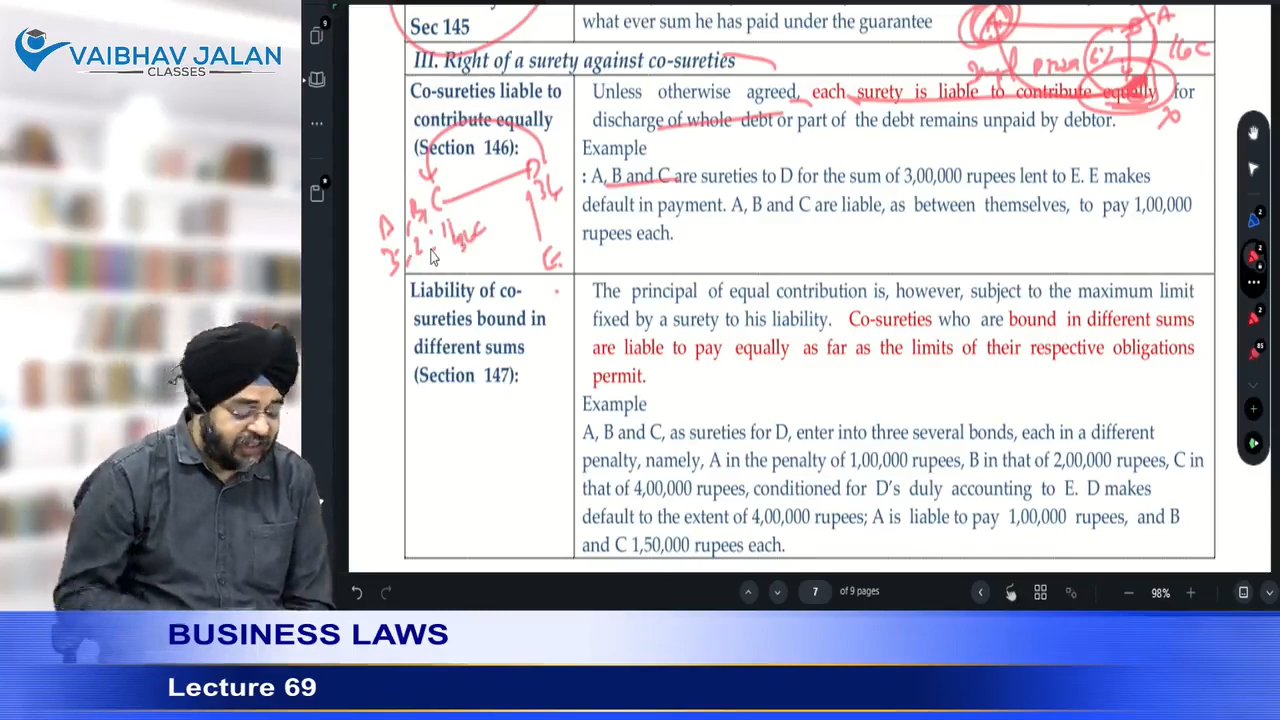 VAIBHAV JALAN
CLASSES
Sec 145
what ever sum he has paid under the guarantee
III. Right of a surety against co-sureties
Co-sureties liable to
contribute equally
(Section 146):
Unless otherwise agreed, each surety is liable to contribute equally for
discharge of whole debt or part of the debt remains unpaid by debtor.
Example
: A, B and C are sureties to D for the sum of 3,00,000 rupees lent to E. E makes
default in payment. A, B and C are liable, as between themselves, to pay 1,00,000
rupees each.
Liability of co-
sureties bound in
different sums
(Section 147):
The principal of equal contribution is, however, subject to the maximum limit
fixed by a surety to his liability. Co-sureties who are bound in different sums
are liable to pay equally as far as the limits of their respective obligations
permit.
Example
A, B and C, as sureties for D, enter into three several bonds, each in a different
penalty, namely, A in the penalty of 1,00,000 rupees, B in that of 2,00,000 rupees, C in
that of 4,00,000 rupees, conditioned for D's duly accounting to E. D makes
default to the extent of 4,00,000 rupees; A is liable to pay 1,00,000 rupees, and B
and C 1,50,000 rupees each.
7 of 9 pages
98%
BUSINESS LAWS
Lecture 69